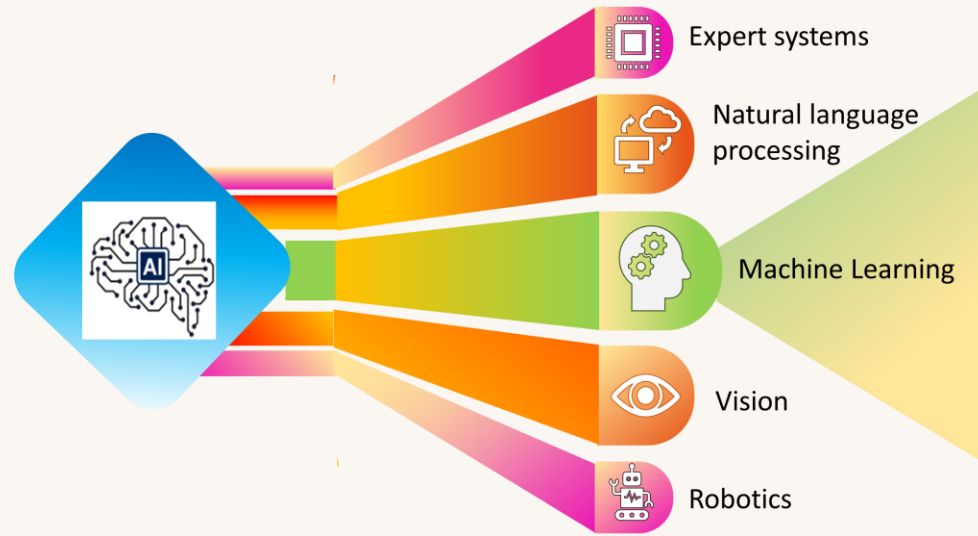 AI
Expert systems
Natural language
processing
Machine Learning
Vision
Robotics